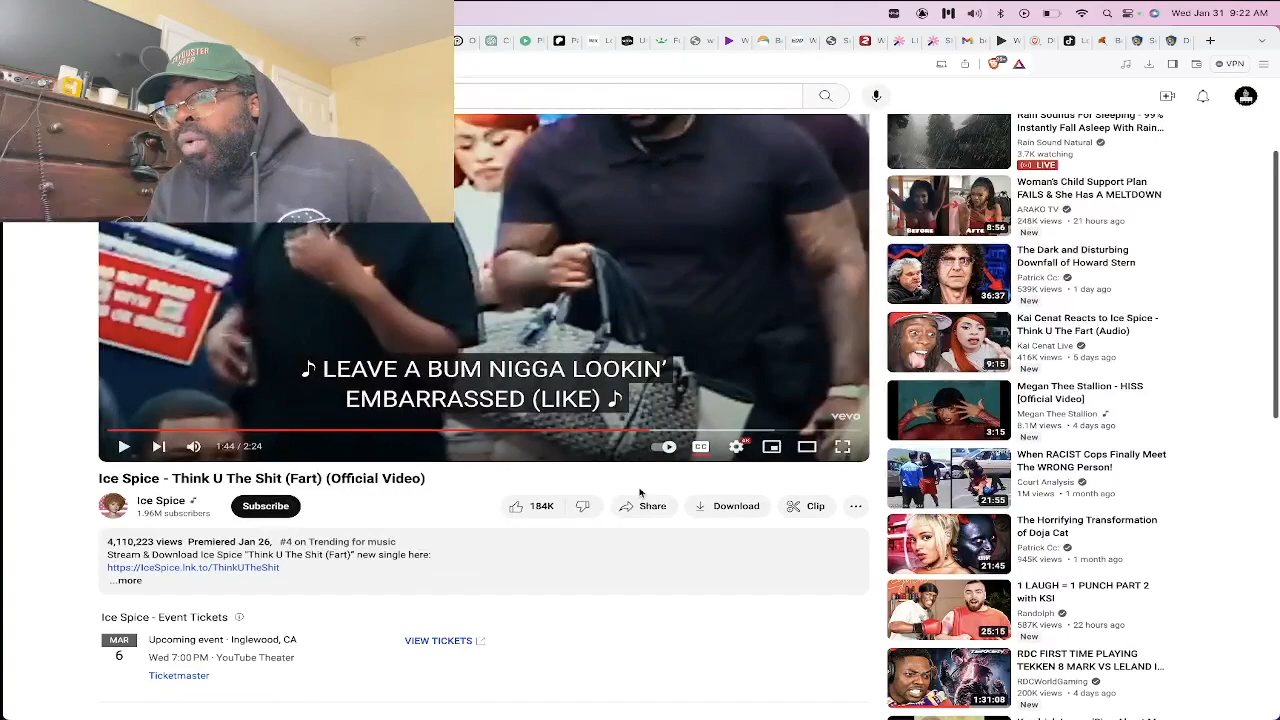 Wed Jan 31 9:22 AM
VPN
BEER
♪ LEAVE A BUM NIGGA LOOKIN'
EMBARRASSED (LIKE) ♪
vevo
1:44 / 2:24
CC
Ice Spice - Think U The Shit (Fart) (Official Video)
Ice Spice
1.96M subscribers
Subscribe
184K
Share
Download
Clip
4,110,223 views Premiered Jan 26, #4 on Trending for music
Stream & Download Ice Spice "Think U The Shit (Fart)" new single here:
https://IceSpice.lnk.to/ThinkUTheShit
...more
Ice Spice - Event Tickets
MAR
6
Upcoming event · Inglewood, CA
Wed 7:00 PM · YouTube Theater
Ticketmaster
VIEW TICKETS
Rain Sounds For Sleeping - 99%
Instantly Fall Asleep With Rain...
Rain Sound Natural
3.7K watching
LIVE
Woman's Child Support Plan
FAILS & She Has A MELTDOWN
ARAKO TV
248K views • 21 hours ago
New
BEFORE
8:56
The Dark and Disturbing
Downfall of Howard Stern
Patrick Cc:
539K views • 1 day ago
New
36:37
Kai Cenat Reacts to Ice Spice -
Think U The Fart (Audio)
Kai Cenat Live
416K views • 5 days ago
New
9:15
Megan Thee Stallion - HISS
[Official Video]
Megan Thee Stallion
8.1M views • 4 days ago
New
3:15
When RACIST Cops Finally Meet
The WRONG Person!
Court Analysis
1M views • 1 month ago
21:55
The Horrifying Transformation
of Doja Cat
Patrick Cc:
945K views • 1 month ago
21:45
1 LAUGH = 1 PUNCH PART 2
with KSI
Randolph
587K views • 22 hours ago
New
25:15
RDC FIRST TIME PLAYING
TEKKEN 8 MARK VS LELAND I...
RDCWorldGaming
200K views • 4 days ago
New
1:31:08